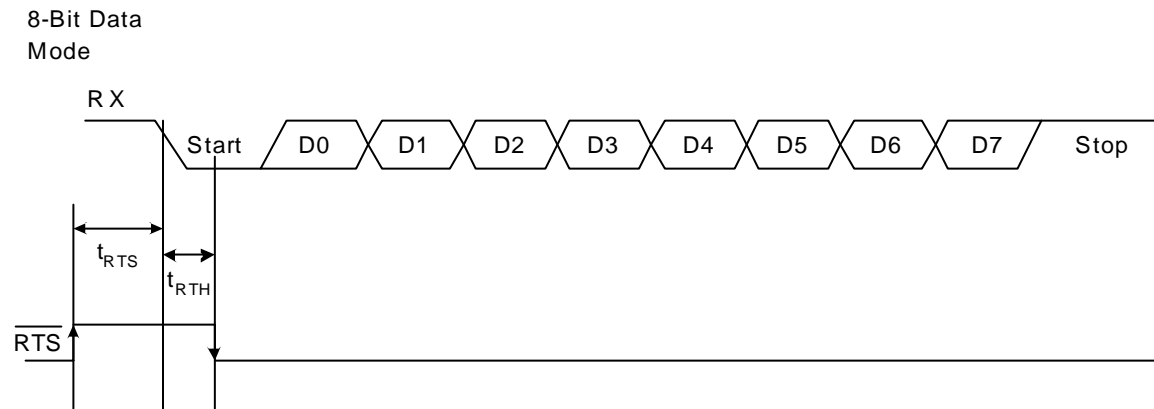 8-Bit Data
Mode
RX
Start D0 D1 D2 D3 D4 D5 D6 D7 Stop
tRTS
tRTH
RTS